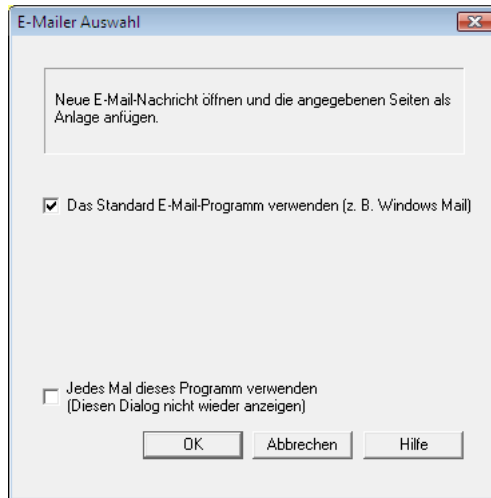 E-Mailer Auswahl
Neue E-Mail-Nachricht öffnen und die angegebenen Seiten als
Anlage anfügen.
Das Standard E-Mail-Programm verwenden (z. B. Windows Mail)
Jedes Mal dieses Programm verwenden
(Diesen Dialog nicht wieder anzeigen)
OK Abbrechen Hilfe